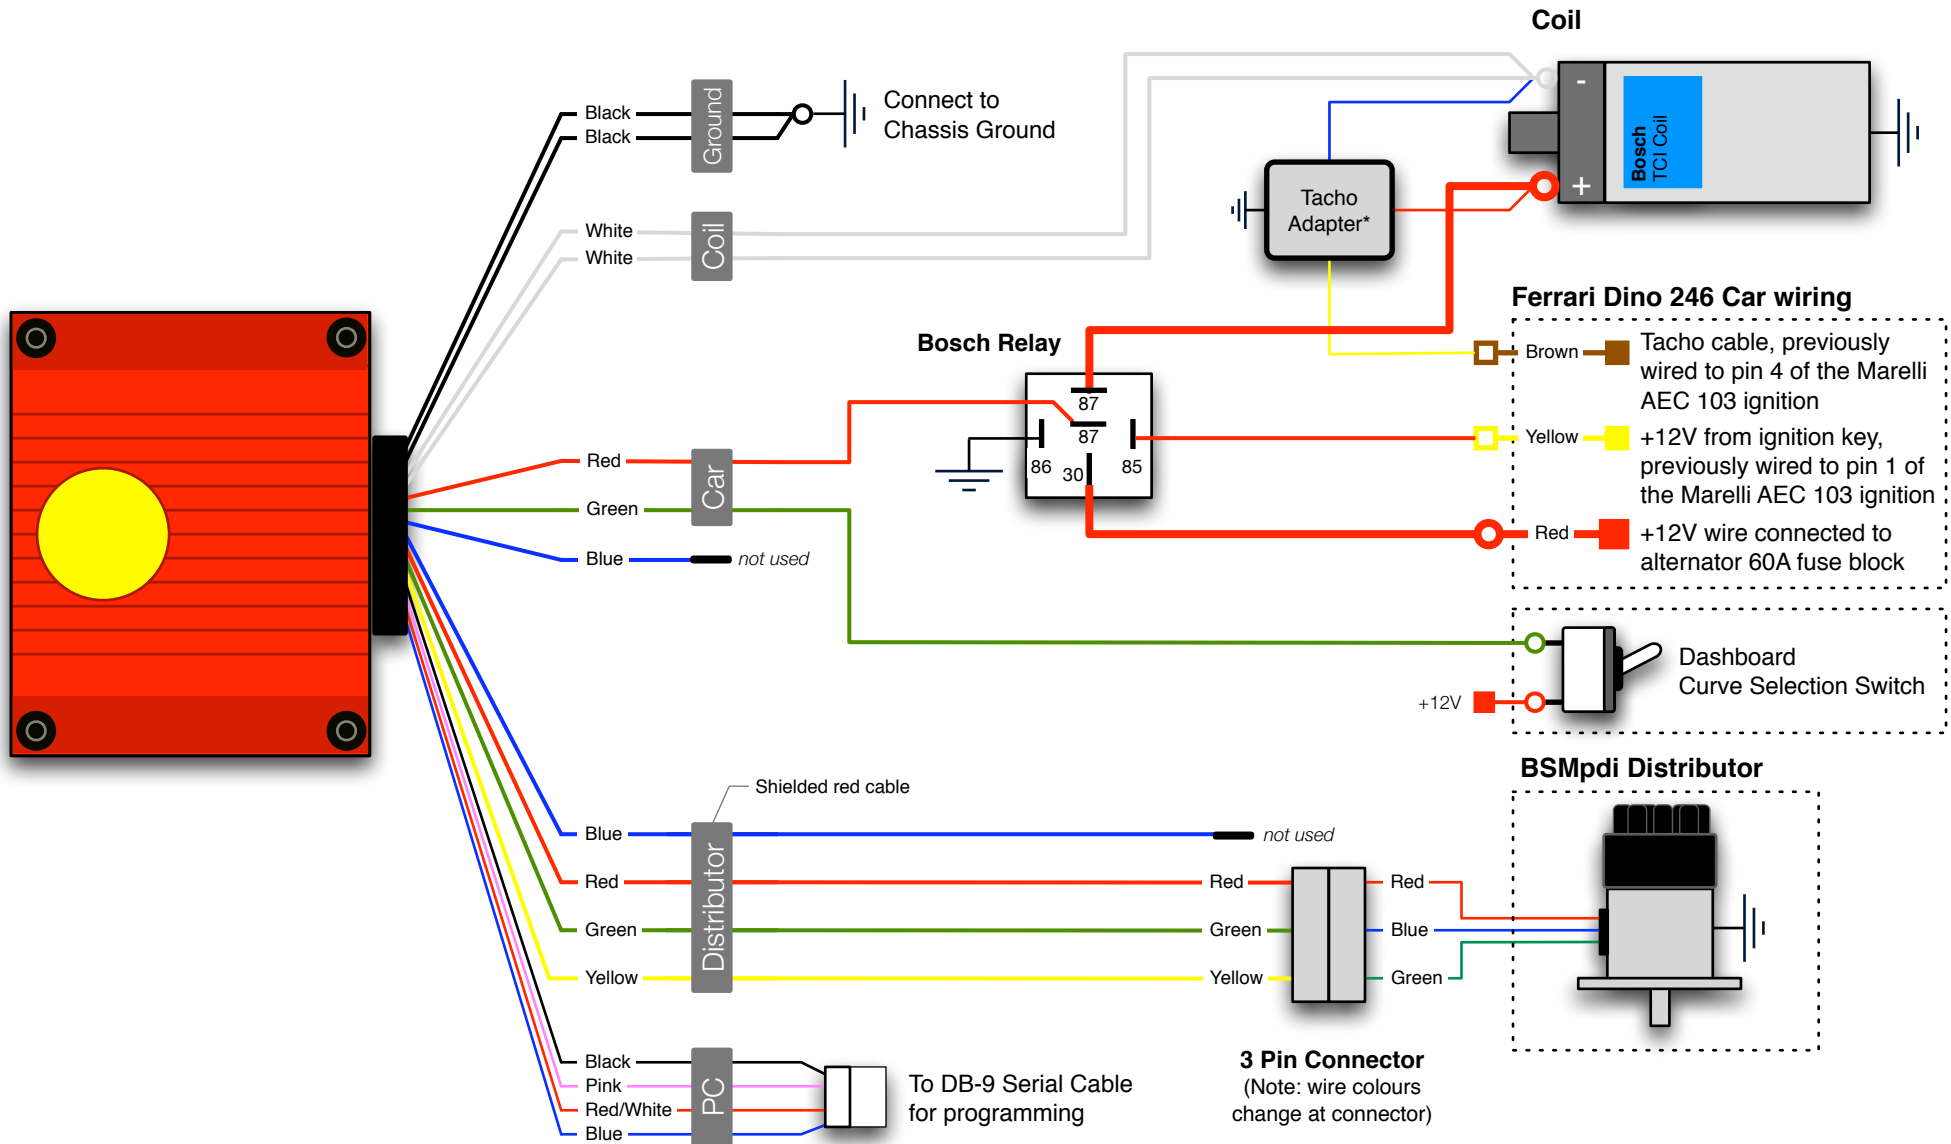 Coil
Black
Black
Ground
Connect to
Chassis Ground
White
White
Coil
-
+
Bosch
TCI Coil
Tacho
Adapter*
Ferrari Dino 246 Car wiring
Brown
Tacho cable, previously
wired to pin 4 of the Marelli
AEC 103 ignition
Yellow
+12V from ignition key,
previously wired to pin 1 of
the Marelli AEC 103 ignition
Red
+12V wire connected to
alternator 60A fuse block
Bosch Relay
87
87
86
30
85
Red
Green
Car
Blue
not used
Dashboard
Curve Selection Switch
+12V
BSMpdi Distributor
Shielded red cable
Blue
Red
Green
Yellow
Distributor
not used
Red
Green
Yellow
Red
Blue
Green
3 Pin Connector
(Note: wire colours
change at connector)
Black
Pink
Red/White
Blue
PC
To DB-9 Serial Cable
for programming